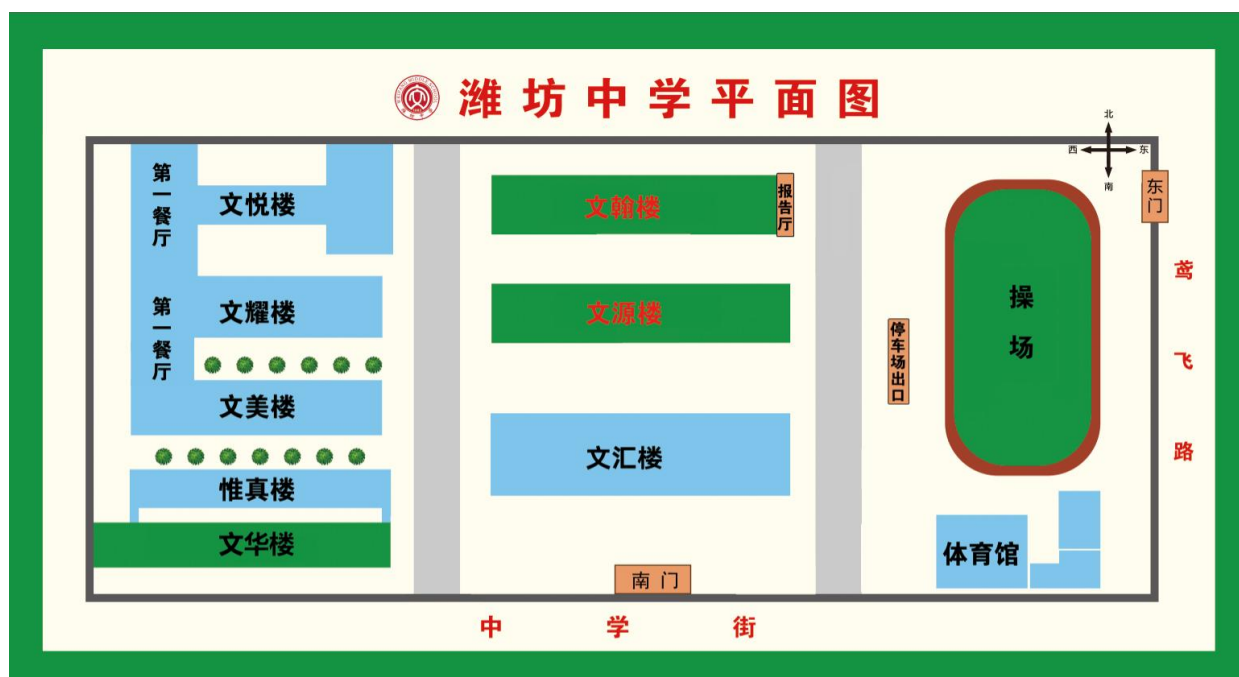 潍坊中学平面图
北
西
东
南
第一餐厅
文悦楼
文翰楼
报告厅
东门
第一餐厅
文耀楼
文源楼
停车场出口
操场
鸢飞路
文美楼
文汇楼
惟真楼
文华楼
体育馆
南门
中学街